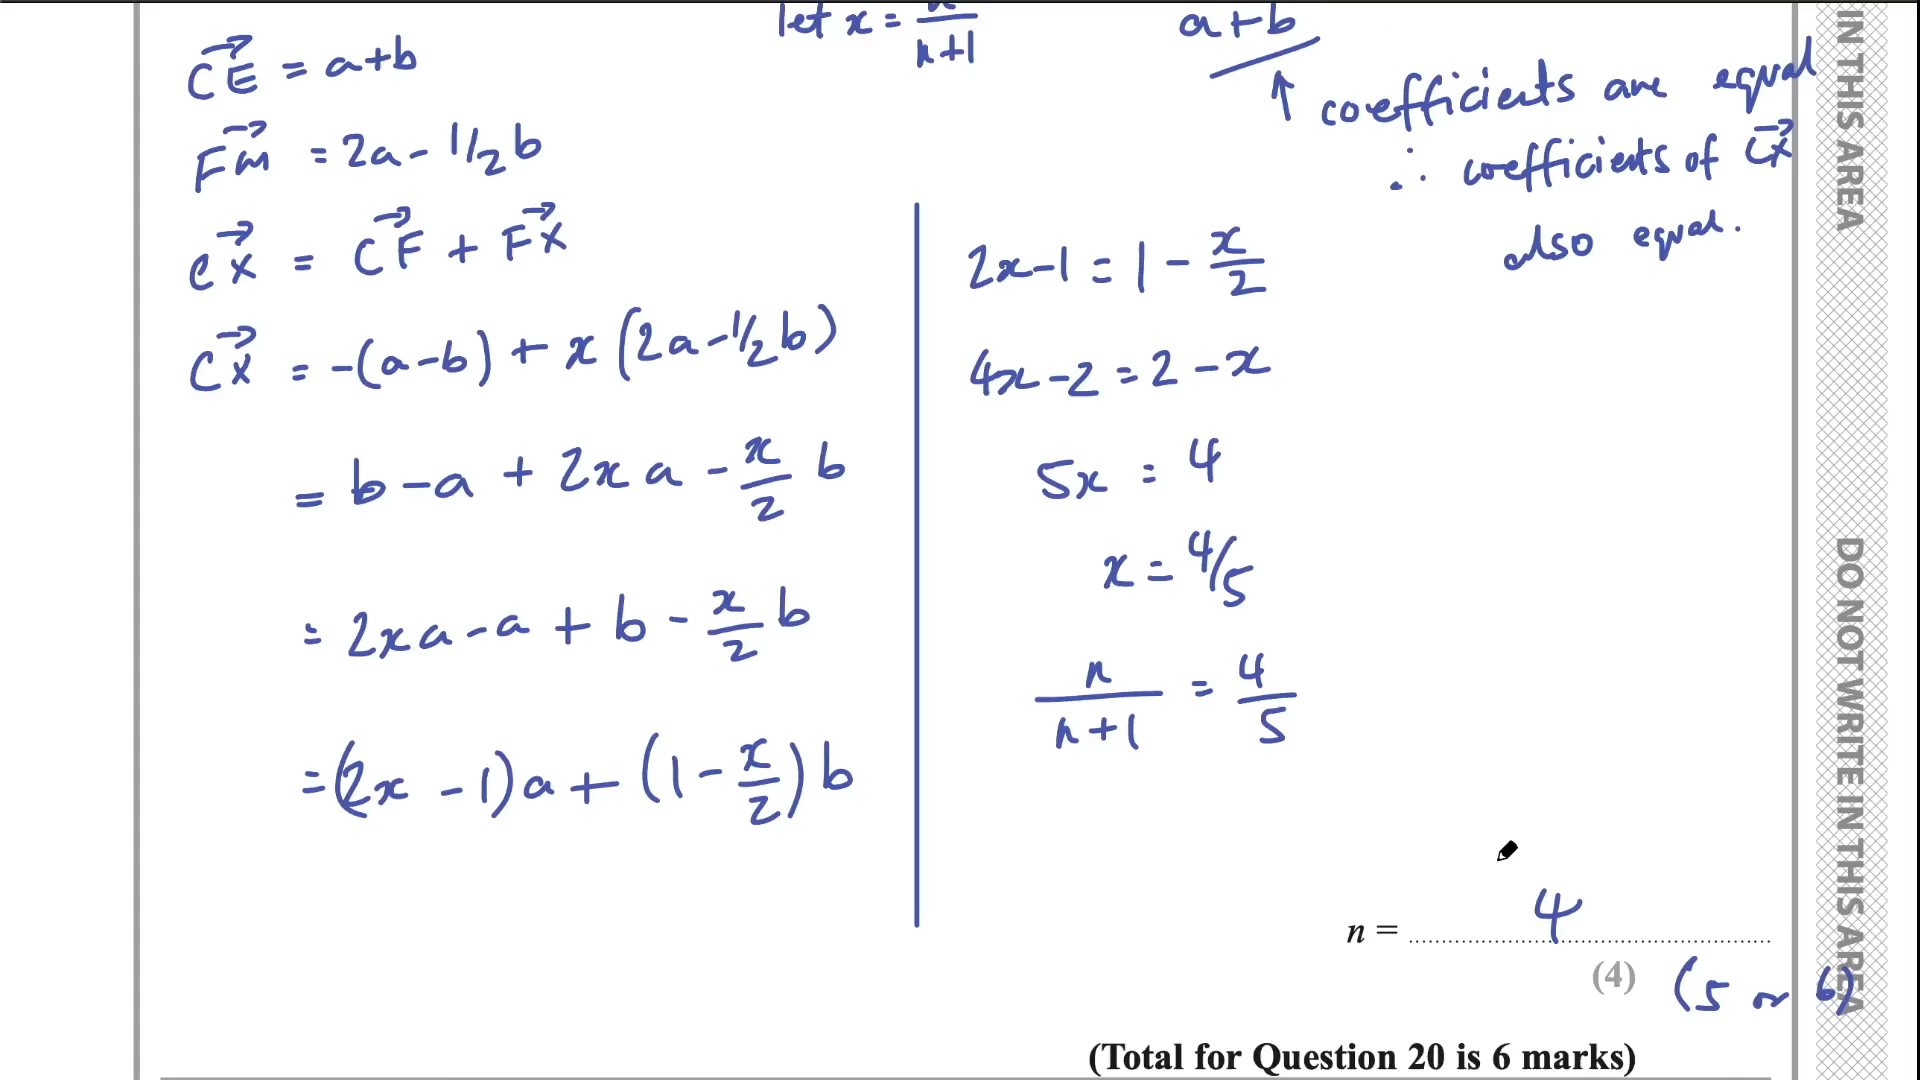 let x = n/n+1
a+b
CE = a+b
↑ coefficients are equal
∴ coefficients of CX
also equal.
FM = 2a - 1/2 b
CX = CF + FX
CX = -(a-b) + x(2a - 1/2 b)
= b - a + 2xa - x/2 b
= 2xa - a + b - x/2 b
= (2x - 1)a + (1 - x/2) b
2x - 1 = 1 - x/2
4x - 2 = 2 - x
5x = 4
x = 4/5
n/n+1 = 4/5
n = 4
(4) (5 or 6)
(Total for Question 20 is 6 marks)
IN THIS AREA
DO NOT WRITE IN THIS AREA